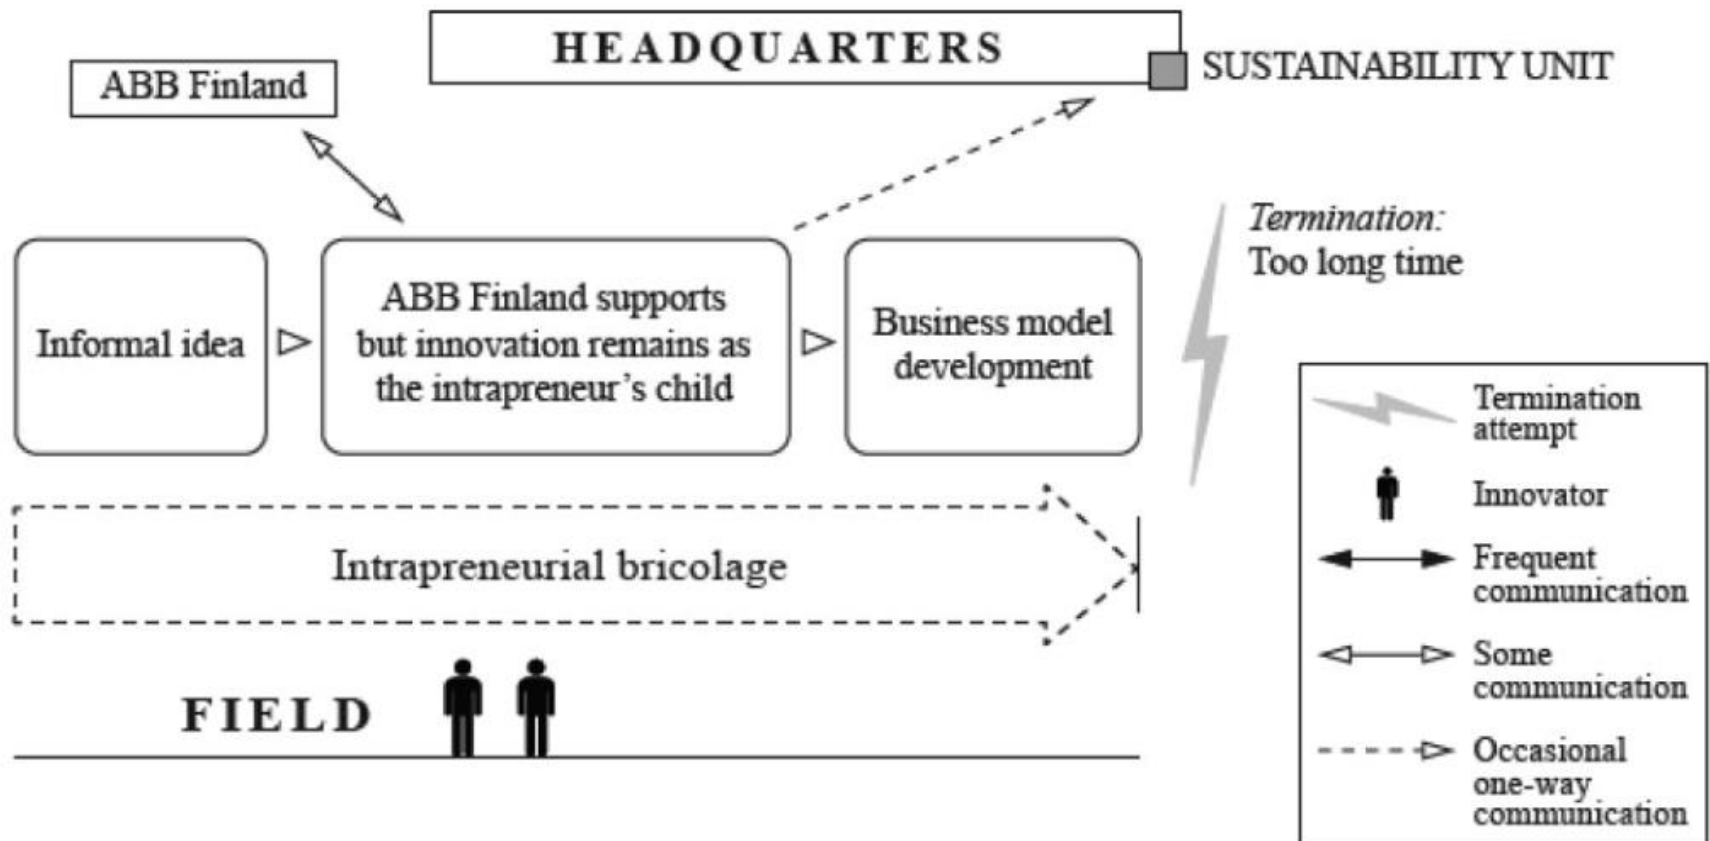 HEADQUARTERS
SUSTAINABILITY UNIT
ABB Finland
Termination:
Too long time
Informal idea
ABB Finland supports
but innovation remains as
the intrapreneur’s child
Business model
development
Intrapreneurial bricolage
FIELD
Termination
attempt
Innovator
Frequent
communication
Some
communication
Occasional
one-way
communication